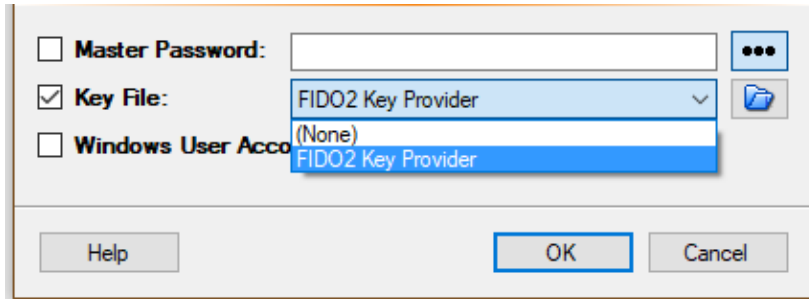 Master Password:
Key File: FIDO2 Key Provider
(None)
Windows User Acco
FIDO2 Key Provider
Help OK Cancel